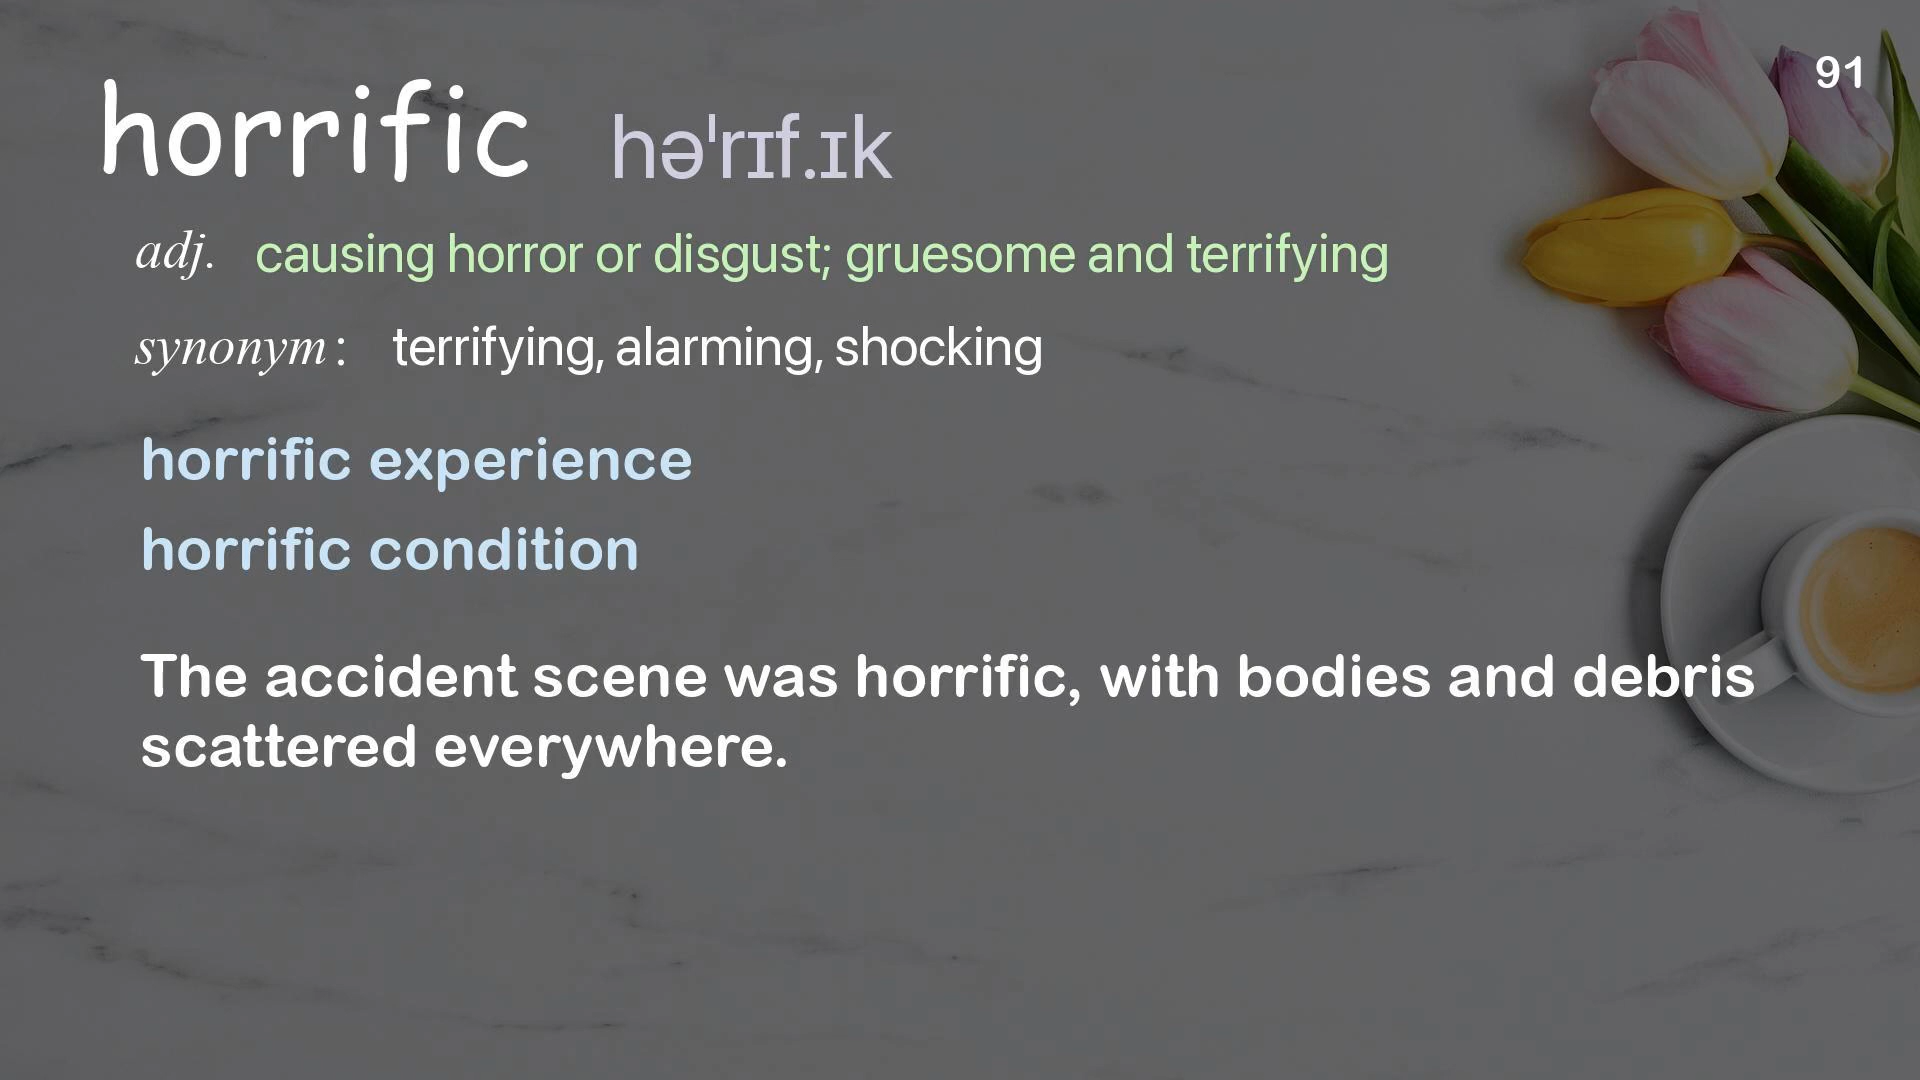 91
horrific həˈrɪf.ɪk
adj. causing horror or disgust; gruesome and terrifying
synonym: terrifying, alarming, shocking
horrific experience
horrific condition
The accident scene was horrific, with bodies and debris
scattered everywhere.